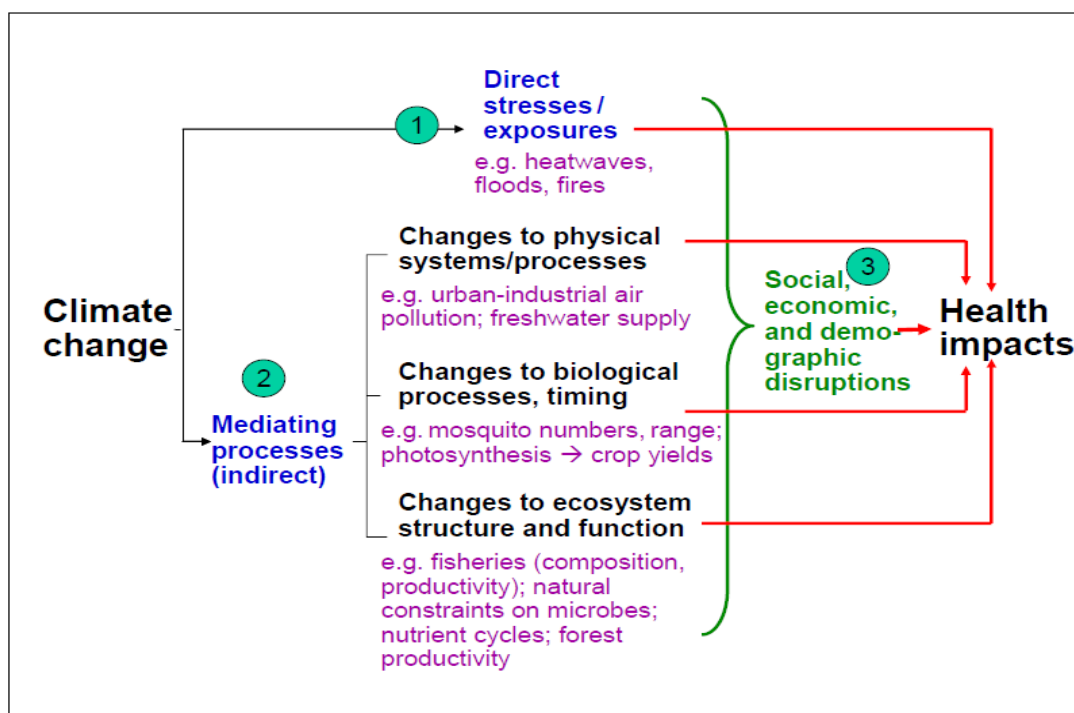 Direct
stresses/
exposures
1
e.g. heatwaves,
floods, fires
Changes to physical
systems/processes
e.g. urban-industrial air
pollution; freshwater supply
Climate
change
2
Mediating
processes
(indirect)
Changes to biological
processes, timing
e.g. mosquito numbers, range;
photosynthesis → crop yields
Changes to ecosystem
structure and function
e.g. fisheries (composition,
productivity); natural
constraints on microbes;
nutrient cycles; forest
productivity
3
Social,
economic,
and demo-
graphic
disruptions
Health
impacts